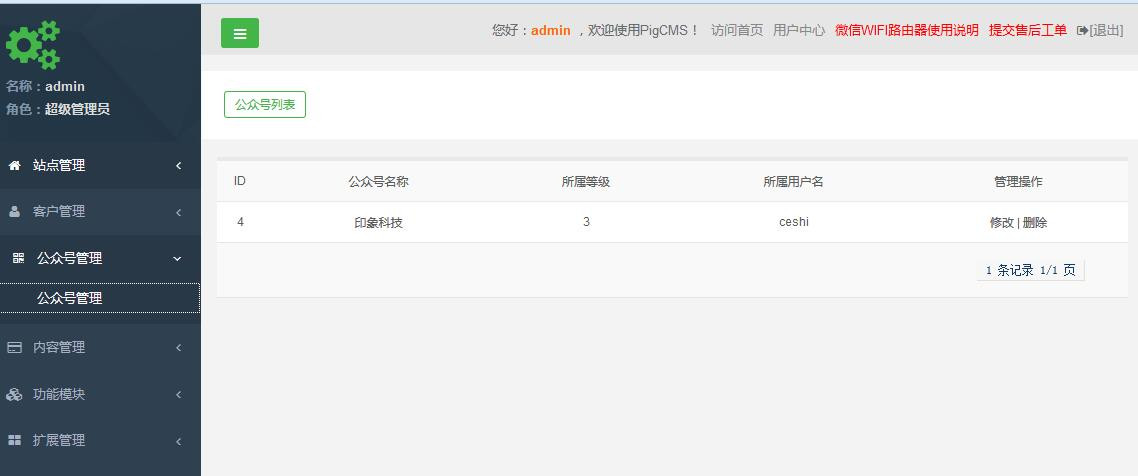 您好：admin ，欢迎使用PigCMS！ 访问首页 用户中心 微信WIFI路由器使用说明 提交售后工单 [退出]
名称：admin
角色：超级管理员
站点管理
客户管理
公众号管理
公众号管理
内容管理
功能模块
扩展管理
公众号列表
ID 公众号名称 所属等级 所属用户名 管理操作
4 印象科技 3 ceshi 修改 | 删除
1 条记录 1/1 页